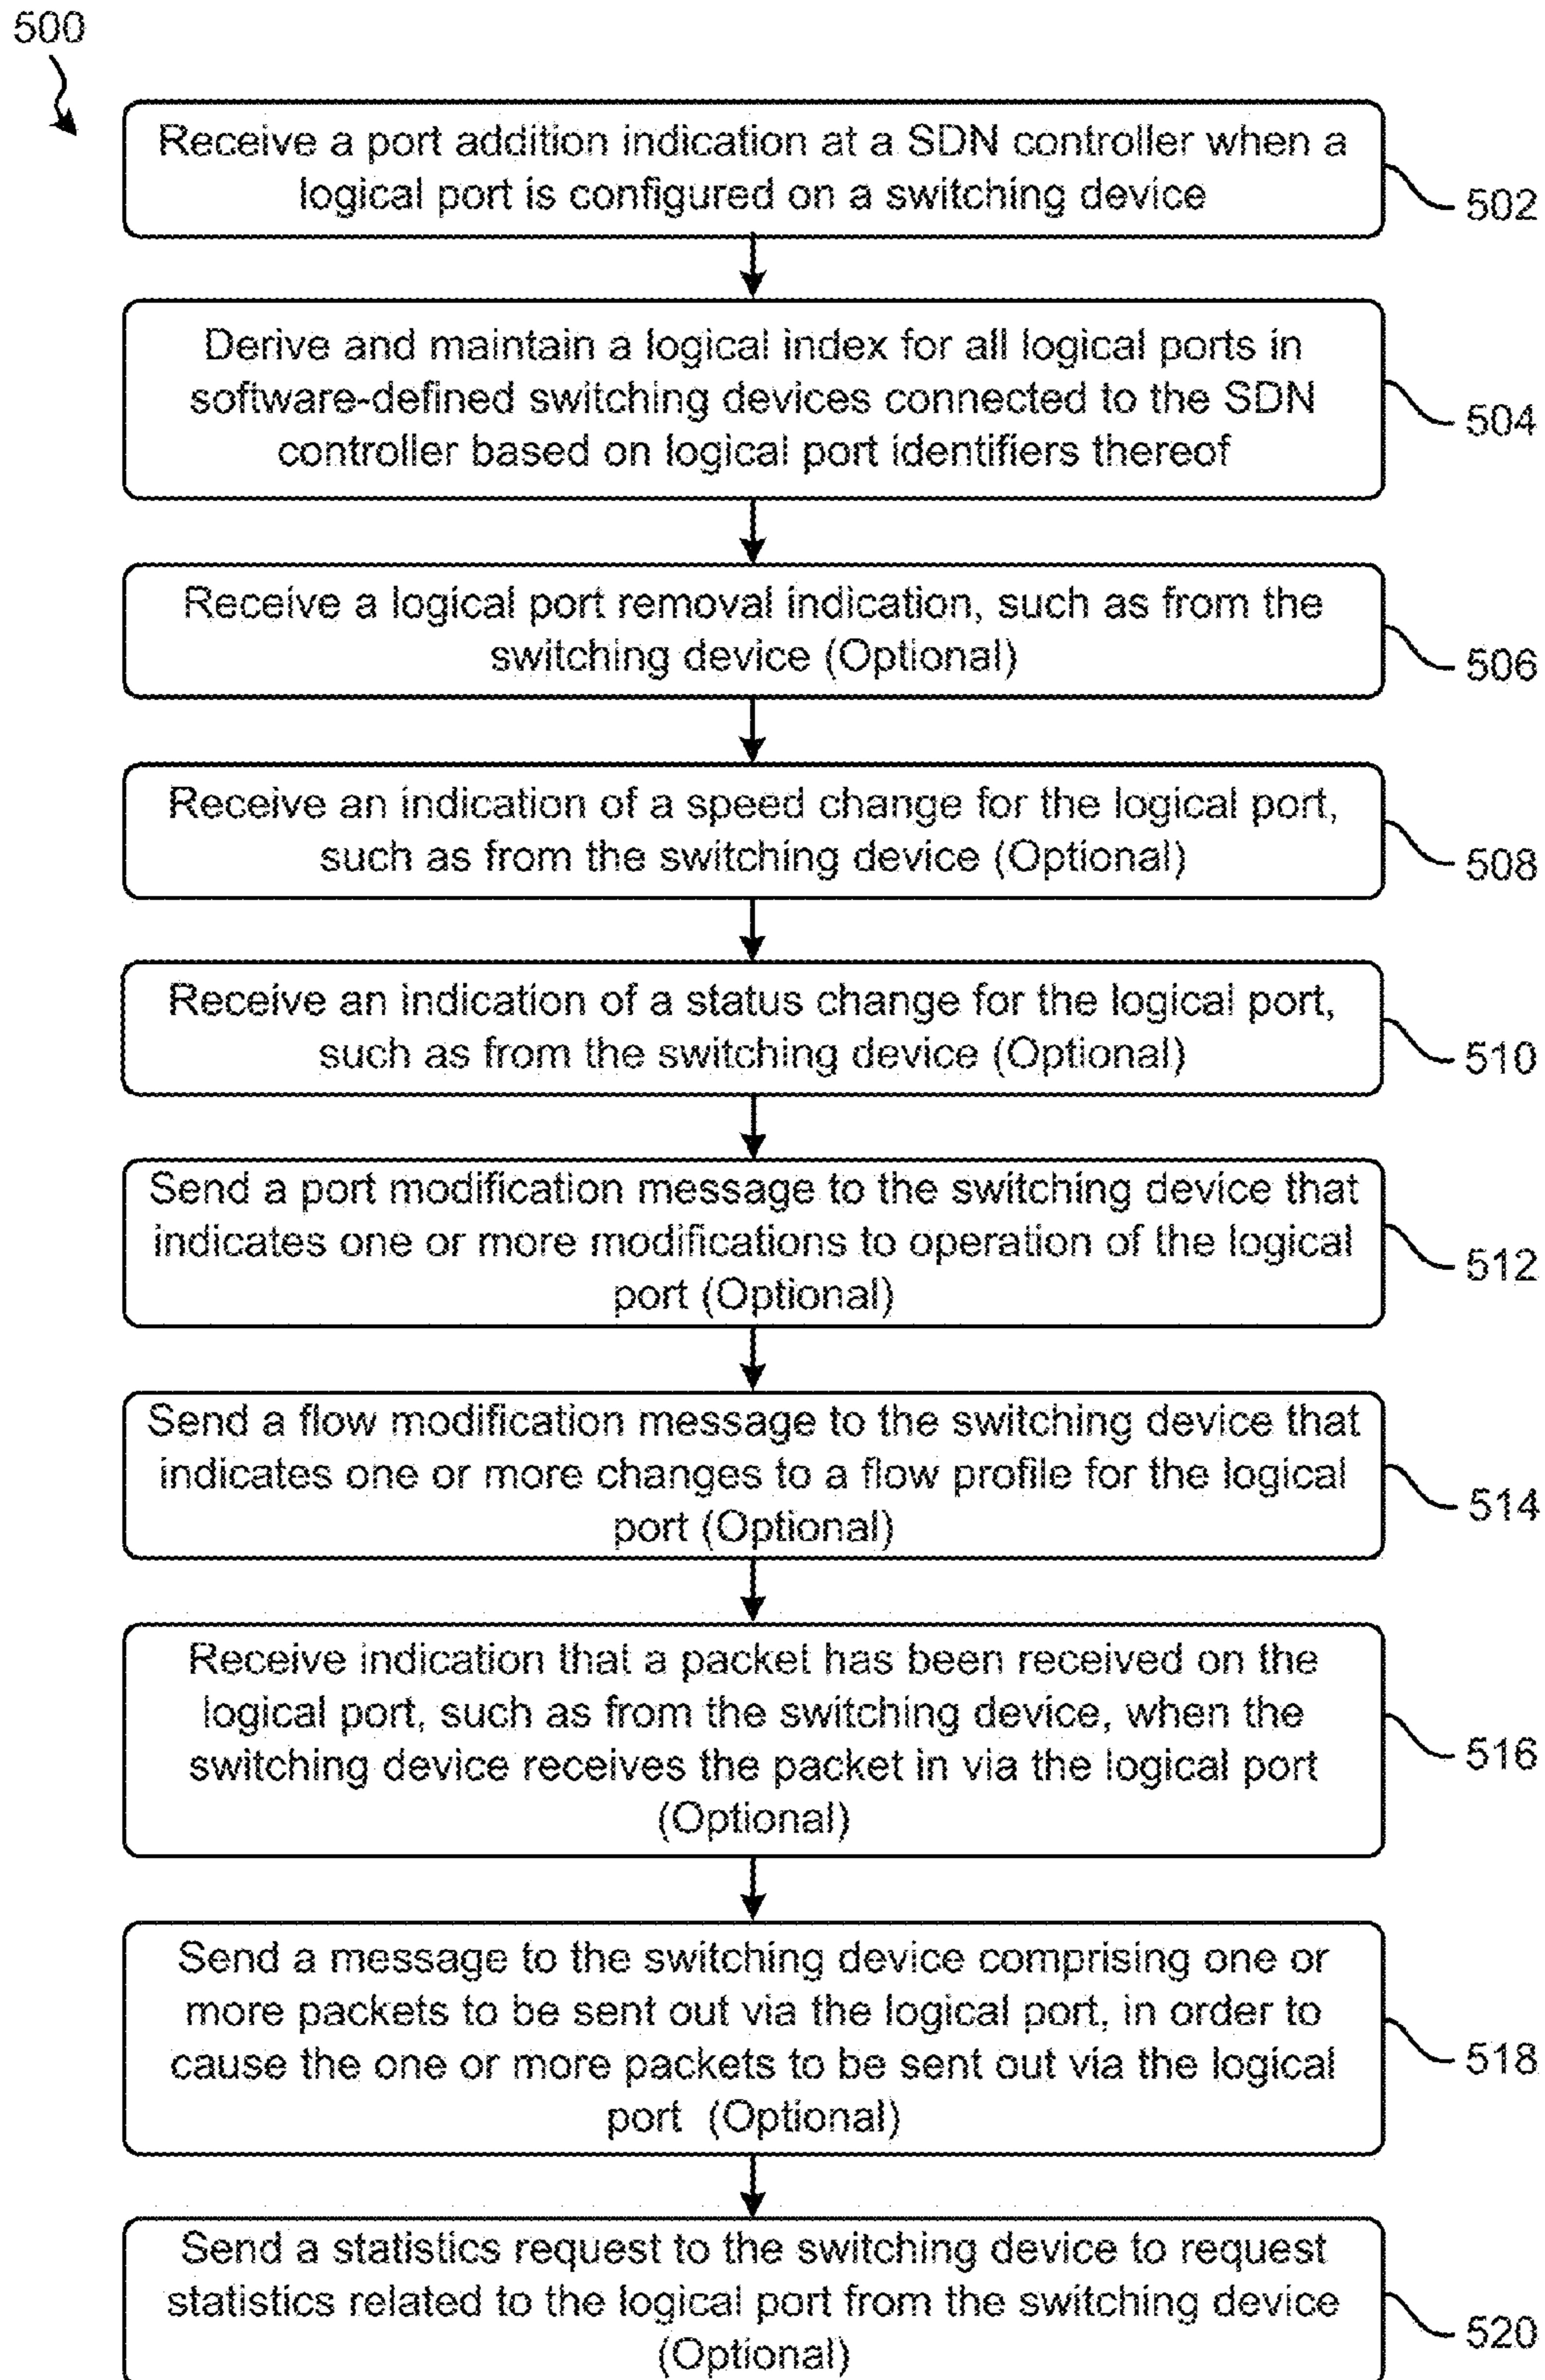 500
Receive a port addition indication at a SDN controller when a
logical port is configured on a switching device
502
Derive and maintain a logical index for all logical ports in
software-defined switching devices connected to the SDN
controller based on logical port identifiers thereof
504
Receive a logical port removal indication, such as from the
switching device (Optional)
506
Receive an indication of a speed change for the logical port,
such as from the switching device (Optional)
508
Receive an indication of a status change for the logical port,
such as from the switching device (Optional)
510
Send a port modification message to the switching device that
indicates one or more modifications to operation of the logical
port (Optional)
512
Send a flow modification message to the switching device that
indicates one or more changes to a flow profile for the logical
port (Optional)
514
Receive indication that a packet has been received on the
logical port, such as from the switching device, when the
switching device receives the packet in via the logical port
(Optional)
516
Send a message to the switching device comprising one or
more packets to be sent out via the logical port, in order to
cause the one or more packets to be sent out via the logical
port (Optional)
518
Send a statistics request to the switching device to request
statistics related to the logical port from the switching device
(Optional)
520